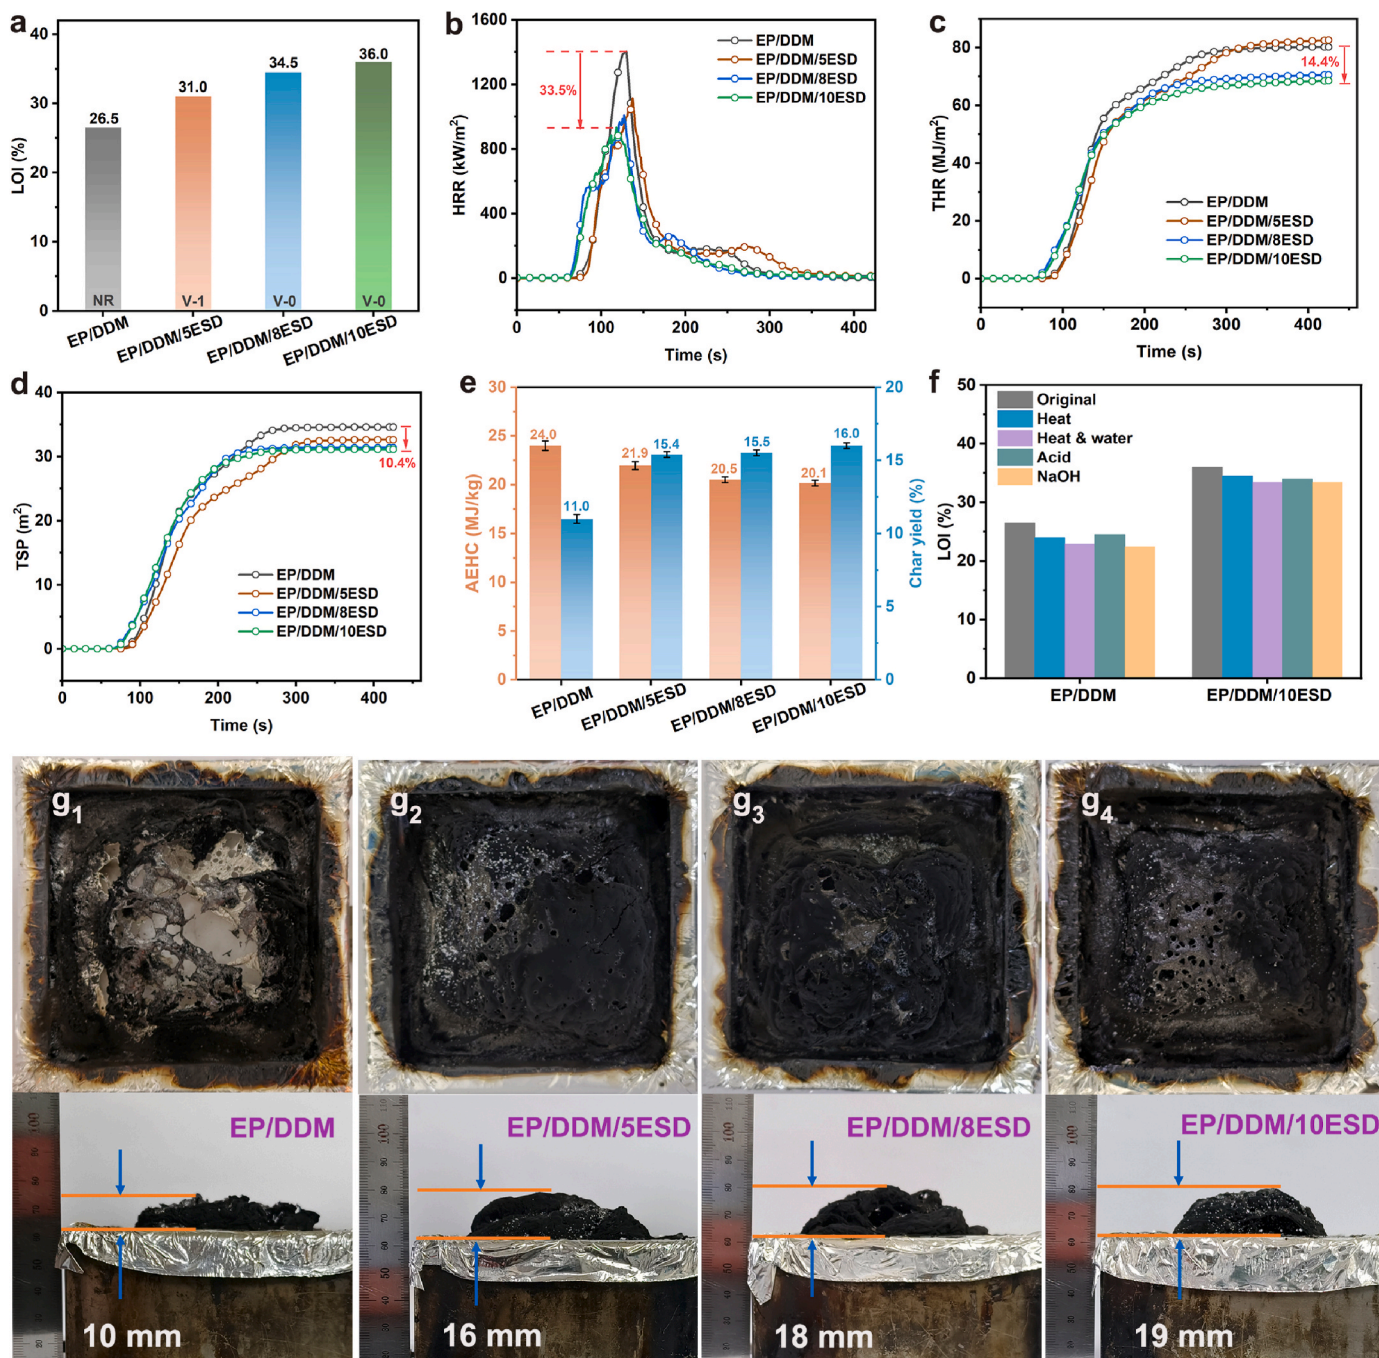 a
LOI (%)
40
30
20
10
0
26.5
31.0
34.5
36.0
NR
V-1
V-0
V-0
EP/DDM
EP/DDM/5ESD
EP/DDM/8ESD
EP/DDM/10ESD
b
HRR (kW/m²)
1600
1200
800
400
0
33.5%
EP/DDM
EP/DDM/5ESD
EP/DDM/8ESD
EP/DDM/10ESD
0 100 200 300 400
Time (s)
c
THR (MJ/m²)
80
60
40
20
0
14.4%
EP/DDM
EP/DDM/5ESD
EP/DDM/8ESD
EP/DDM/10ESD
0 100 200 300 400
Time (s)
d
TSP (m²)
40
30
20
10
0
10.4%
EP/DDM
EP/DDM/5ESD
EP/DDM/8ESD
EP/DDM/10ESD
0 100 200 300 400
Time (s)
e
AEHC (MJ/kg)
30
25
20
15
10
5
0
24.0
11.0
21.9
15.4
20.5
15.5
20.1
16.0
20
15
10
5
0
Char yield (%)
EP/DDM
EP/DDM/5ESD
EP/DDM/8ESD
EP/DDM/10ESD
f
LOI (%)
50
40
30
20
10
0
Original
Heat
Heat & water
Acid
NaOH
EP/DDM
EP/DDM/10ESD
g1
g2
g3
g4
EP/DDM
10 mm
EP/DDM/5ESD
16 mm
EP/DDM/8ESD
18 mm
EP/DDM/10ESD
19 mm